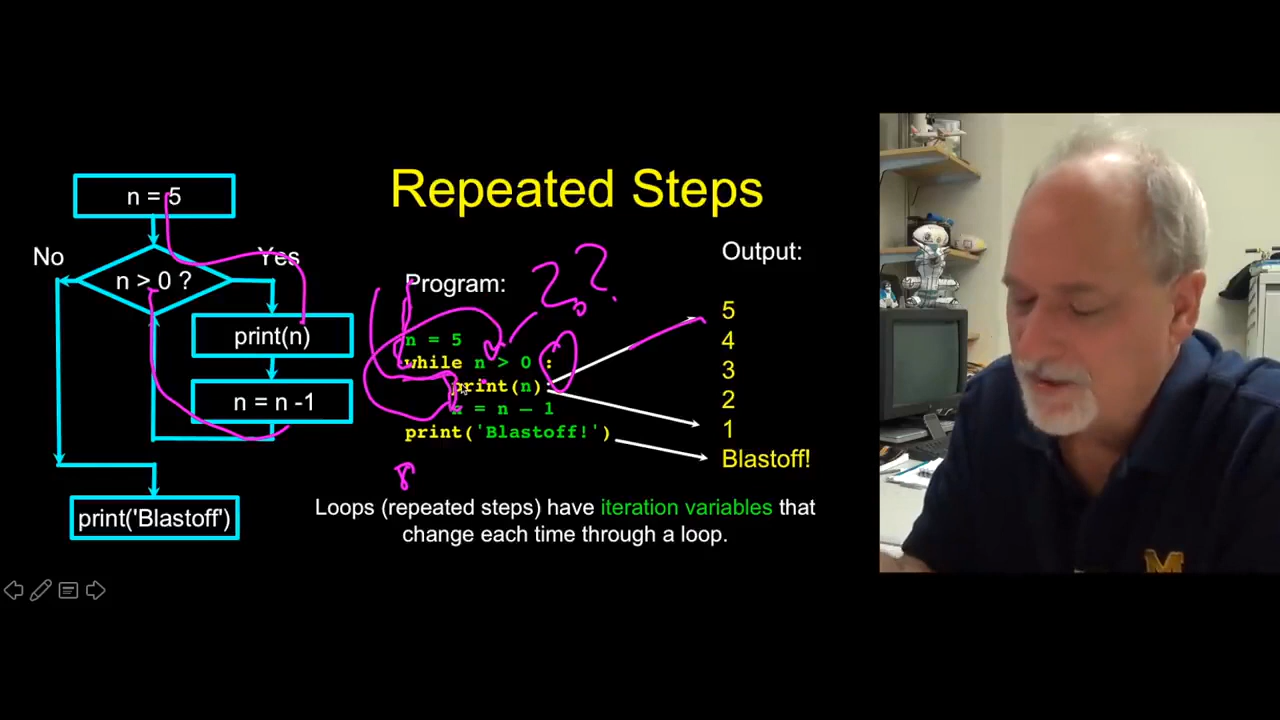 Repeated Steps
n = 5
No
Yes
n > 0 ?
print(n)
n = n -1
print('Blastoff')
Program:
??
n = 5
while n > 0 :
print(n)
n = n – 1
print('Blastoff!')
Output:
5
4
3
2
1
Blastoff!
Loops (repeated steps) have iteration variables that
change each time through a loop.
M